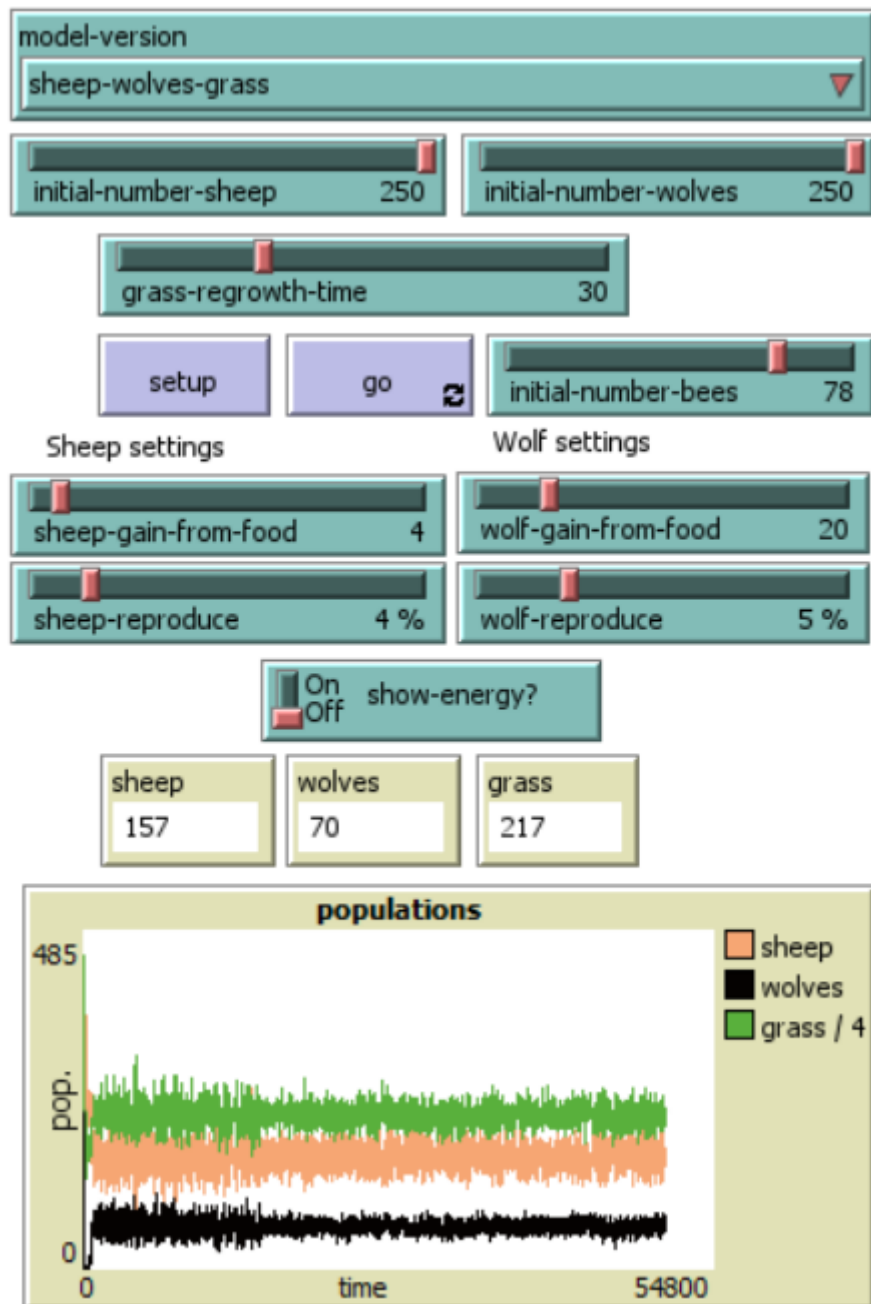 model-version
sheep-wolves-grass
initial-number-sheep 250
initial-number-wolves 250
grass-regrowth-time 30
setup
go
initial-number-bees 78
Sheep settings
Wolf settings
sheep-gain-from-food 4
wolf-gain-from-food 20
sheep-reproduce 4 %
wolf-reproduce 5 %
On
Off
show-energy?
sheep
157
wolves
70
grass
217
populations
485
pop.
0
0
time
54800
sheep
wolves
grass / 4